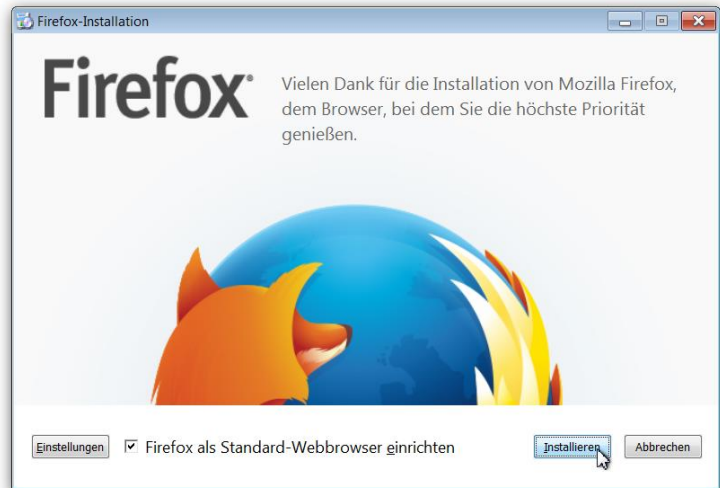 Firefox-Installation
Firefox®
Vielen Dank für die Installation von Mozilla Firefox,
dem Browser, bei dem Sie die höchste Priorität
genießen.
Einstellungen
Firefox als Standard-Webbrowser einrichten
Installieren
Abbrechen